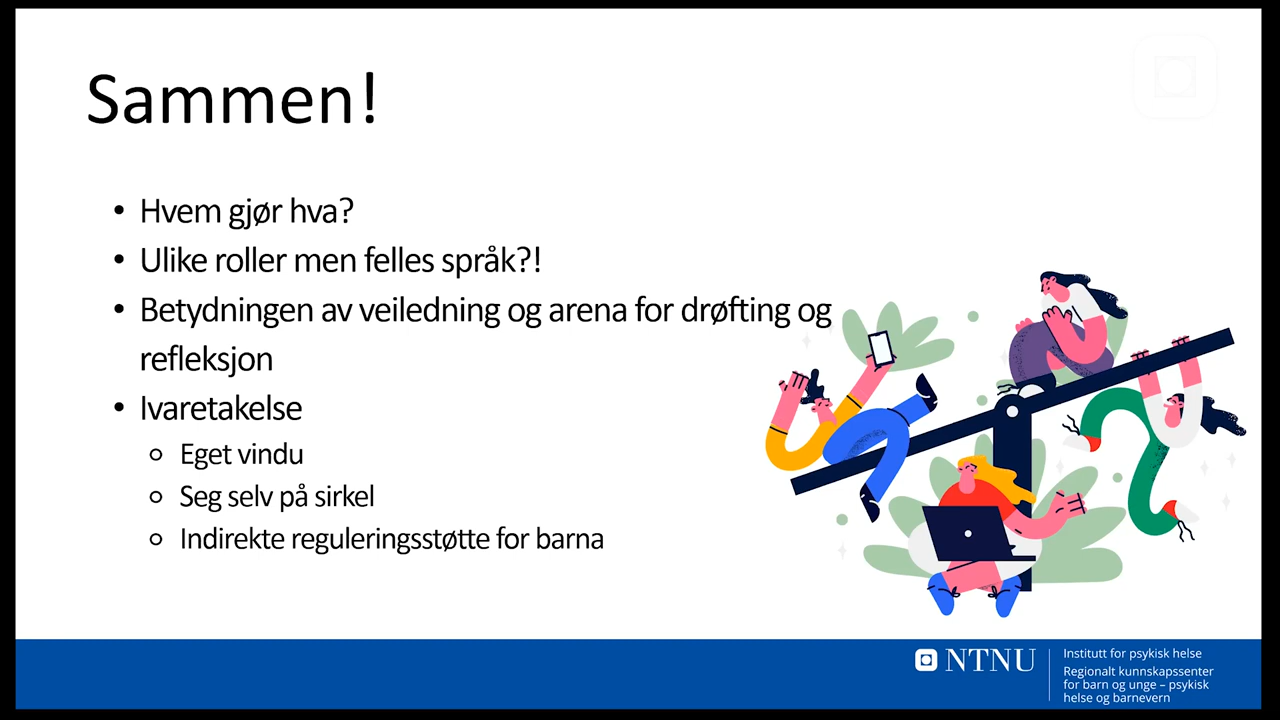 Sammen!
• Hvem gjør hva?
• Ulike roller men felles språk?!
• Betydningen av veiledning og arena for drøfting og
refleksjon
• Ivaretakelse
○ Eget vindu
○ Seg selv på sirkel
○ Indirekte reguleringsstøtte for barna
NTNU
Institutt for psykisk helse
Regionalt kunnskapssenter
for barn og unge – psykisk
helse og barnevern